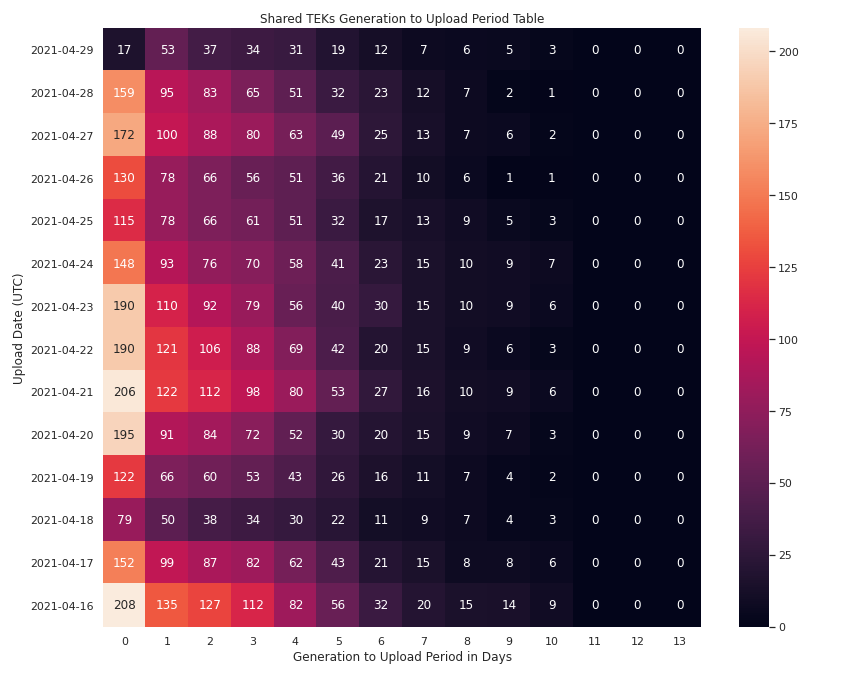 Shared TEKs Generation to Upload Period Table
Upload Date (UTC)
2021-04-29 17 53 37 34 31 19 12 7 6 5 3 0 0 0
2021-04-28 159 95 83 65 51 32 23 12 7 2 1 0 0 0
2021-04-27 172 100 88 80 63 49 25 13 7 6 2 0 0 0
2021-04-26 130 78 66 56 51 36 21 10 6 1 1 0 0 0
2021-04-25 115 78 66 61 51 32 17 13 9 5 3 0 0 0
2021-04-24 148 93 76 70 58 41 23 15 10 9 7 0 0 0
2021-04-23 190 110 92 79 56 40 30 15 10 9 6 0 0 0
2021-04-22 190 121 106 88 69 42 20 15 9 6 3 0 0 0
2021-04-21 206 122 112 98 80 53 27 16 10 9 6 0 0 0
2021-04-20 195 91 84 72 52 30 20 15 9 7 3 0 0 0
2021-04-19 122 66 60 53 43 26 16 11 7 4 2 0 0 0
2021-04-18 79 50 38 34 30 22 11 9 7 4 3 0 0 0
2021-04-17 152 99 87 82 62 43 21 15 8 8 6 0 0 0
2021-04-16 208 135 127 112 82 56 32 20 15 14 9 0 0 0
0 1 2 3 4 5 6 7 8 9 10 11 12 13
Generation to Upload Period in Days
200
175
150
125
100
75
50
25
0